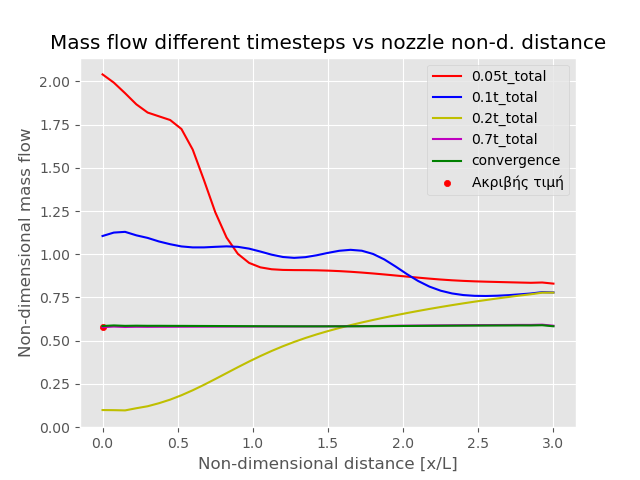 Mass flow different timesteps vs nozzle non-d. distance
0.05t_total
0.1t_total
0.2t_total
0.7t_total
convergence
Ακριβής τιμή
Non-dimensional mass flow
2.00
1.75
1.50
1.25
1.00
0.75
0.50
0.25
0.00
0.0 0.5 1.0 1.5 2.0 2.5 3.0
Non-dimensional distance [x/L]